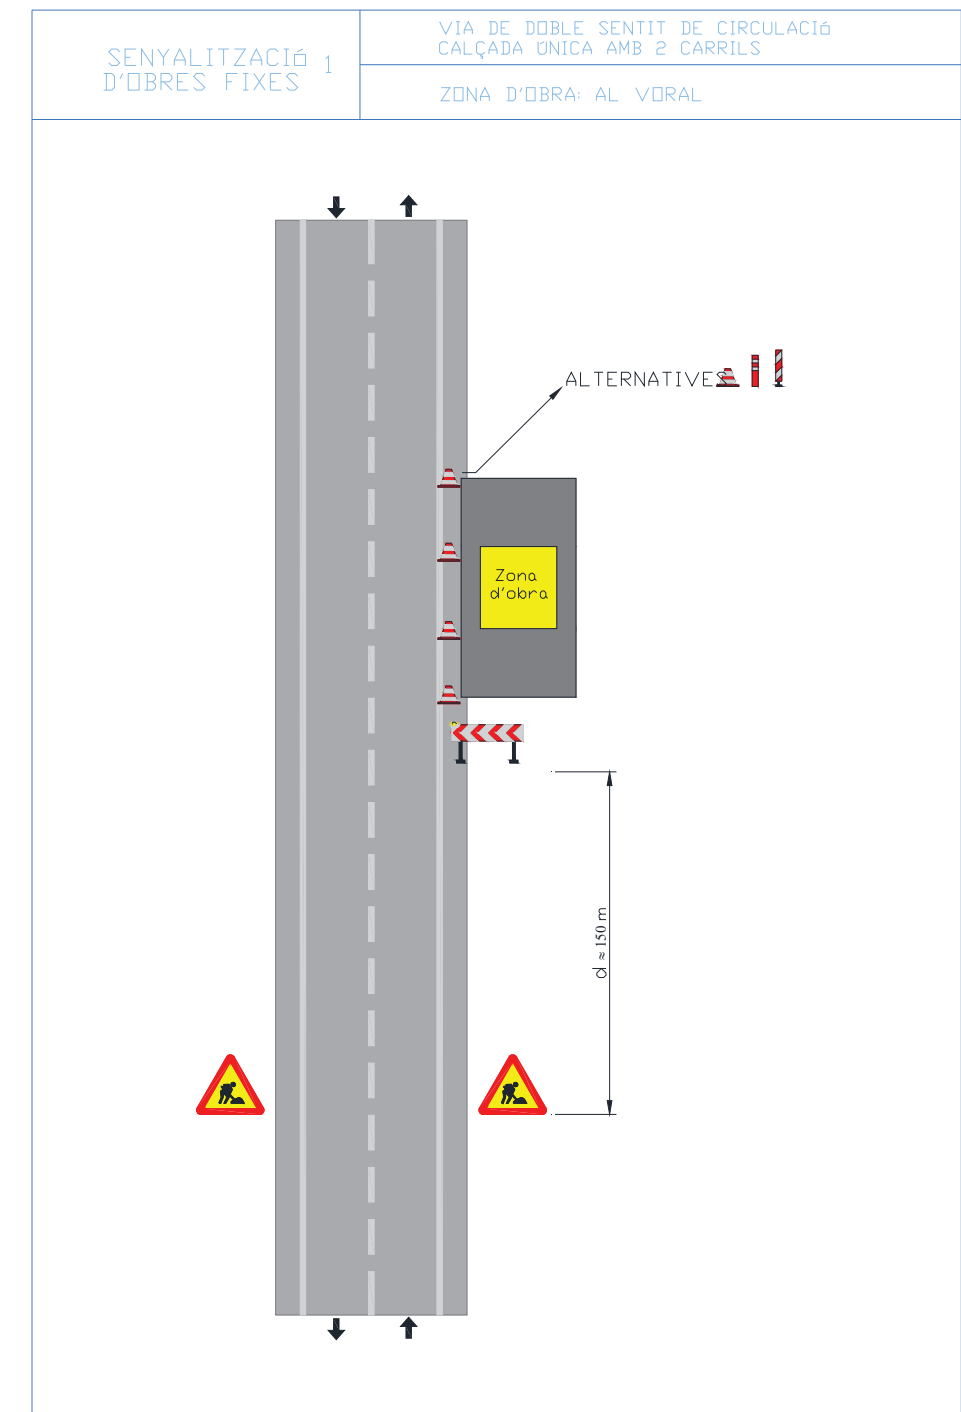 SENYALITZACIó 1
D'OBRES FIXES
VIA DE DOBLE SENTIT DE CIRCULACIó
CALÇADA ÚNICA AMB 2 CARRILS
ZONA D'OBRA: AL VORAL
ALTERNATIVES
Zona
d'obra
d ≈ 150 m